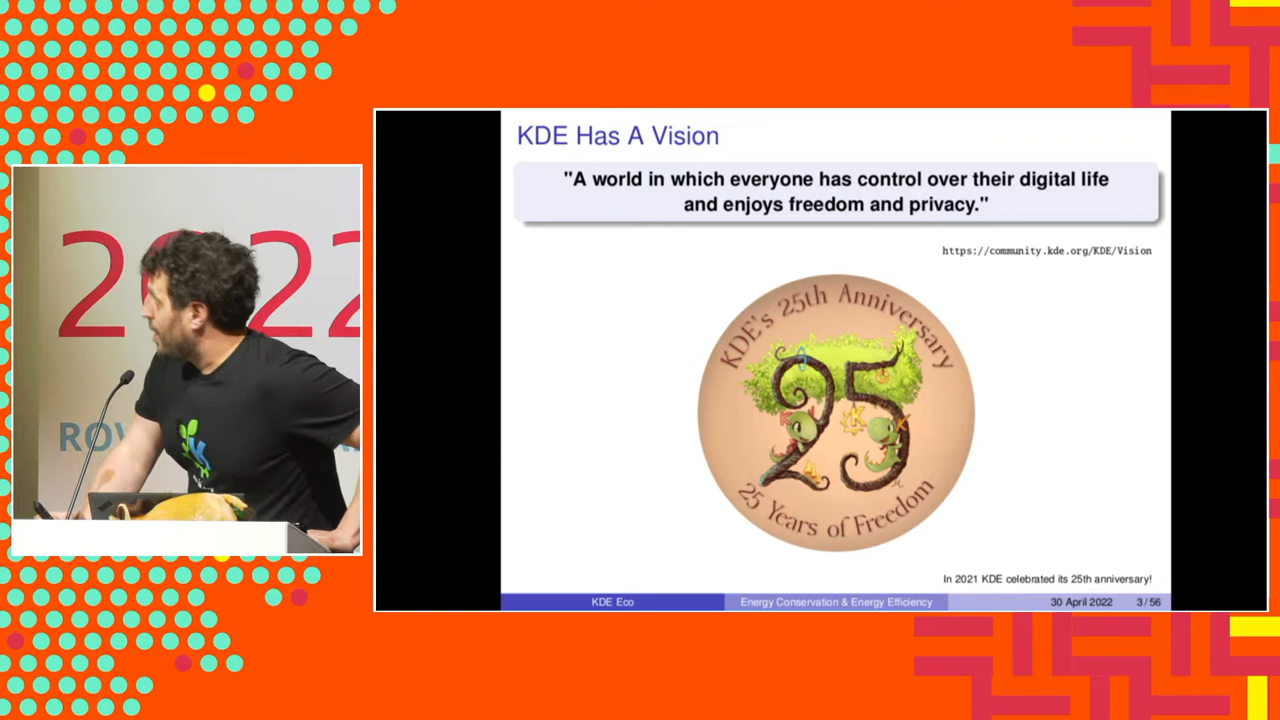 KDE Has A Vision
"A world in which everyone has control over their digital life
and enjoys freedom and privacy."
https://community.kde.org/KDE/Vision
KDE's 25th Anniversary
25
25 Years of Freedom
In 2021 KDE celebrated its 25th anniversary!
KDE Eco
Energy Conservation & Energy Efficiency
30 April 2022
3 / 56
2022